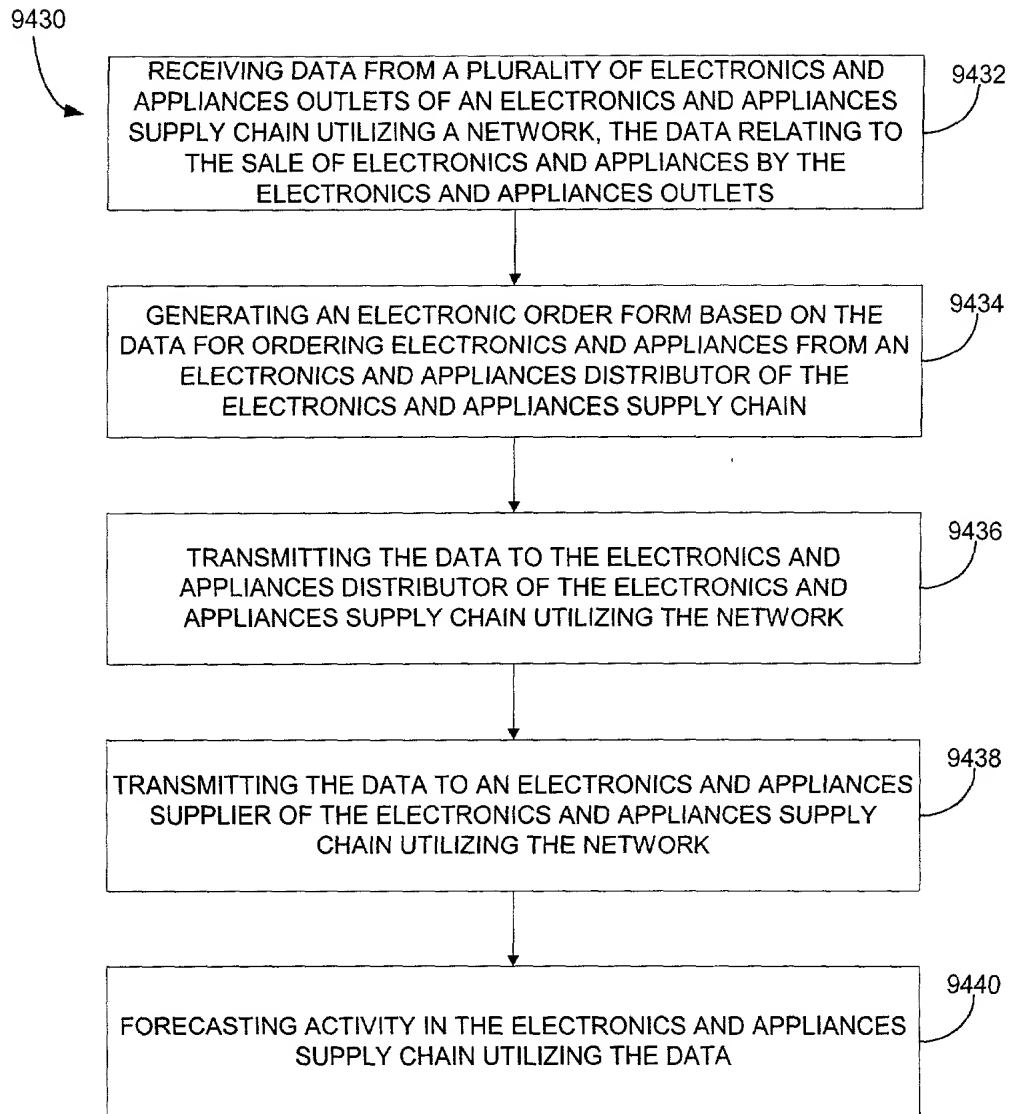 9430
RECEIVING DATA FROM A PLURALITY OF ELECTRONICS AND
APPLIANCES OUTLETS OF AN ELECTRONICS AND APPLIANCES
SUPPLY CHAIN UTILIZING A NETWORK, THE DATA RELATING TO
THE SALE OF ELECTRONICS AND APPLIANCES BY THE
ELECTRONICS AND APPLIANCES OUTLETS
9432
GENERATING AN ELECTRONIC ORDER FORM BASED ON THE
DATA FOR ORDERING ELECTRONICS AND APPLIANCES FROM AN
ELECTRONICS AND APPLIANCES DISTRIBUTOR OF THE
ELECTRONICS AND APPLIANCES SUPPLY CHAIN
9434
TRANSMITTING THE DATA TO THE ELECTRONICS AND
APPLIANCES DISTRIBUTOR OF THE ELECTRONICS AND
APPLIANCES SUPPLY CHAIN UTILIZING THE NETWORK
9436
TRANSMITTING THE DATA TO AN ELECTRONICS AND APPLIANCES
SUPPLIER OF THE ELECTRONICS AND APPLIANCES SUPPLY
CHAIN UTILIZING THE NETWORK
9438
FORECASTING ACTIVITY IN THE ELECTRONICS AND APPLIANCES
SUPPLY CHAIN UTILIZING THE DATA
9440